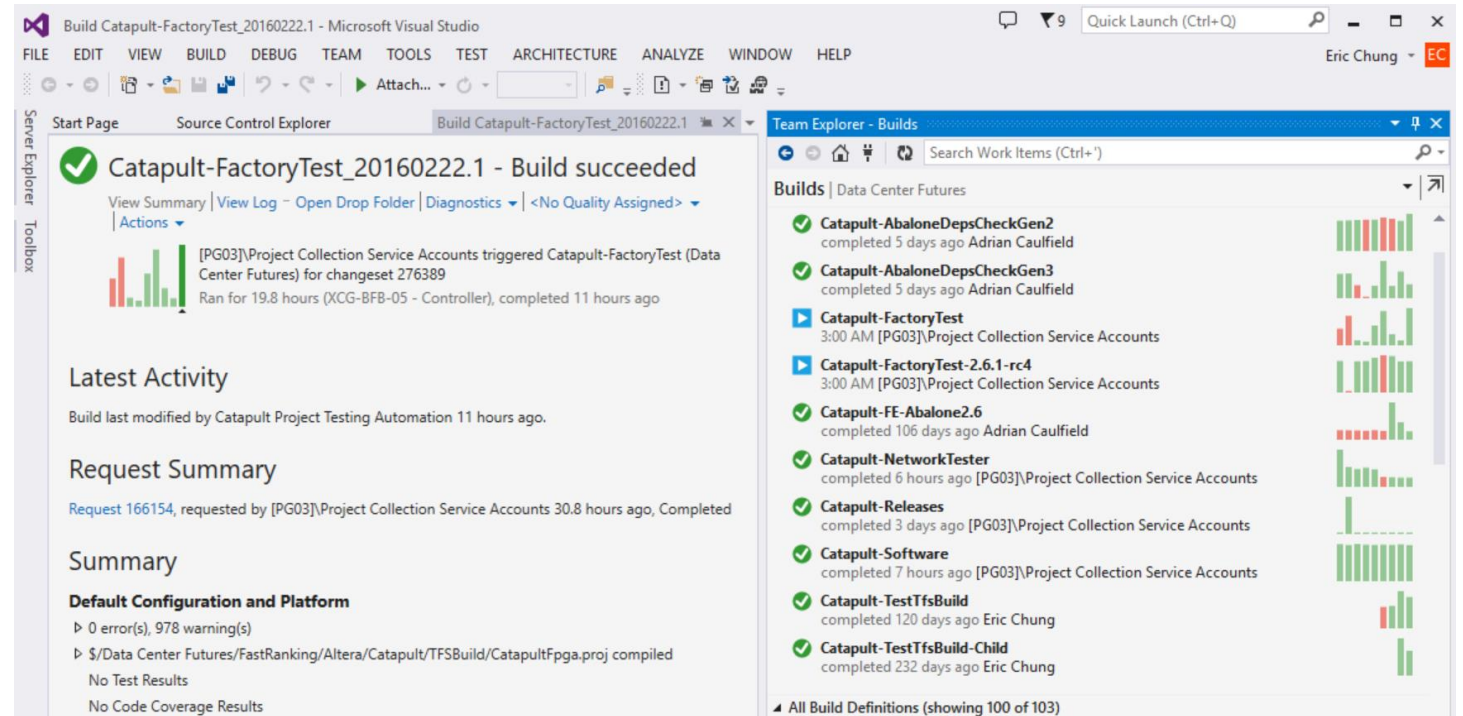 Build Catapult-FactoryTest_20160222.1 - Microsoft Visual Studio
9
Quick Launch (Ctrl+Q)
FILE EDIT VIEW BUILD DEBUG TEAM TOOLS TEST ARCHITECTURE ANALYZE WINDOW HELP
Eric Chung EC
Attach...
Server Explorer
Toolbox
Start Page Source Control Explorer Build Catapult-FactoryTest_20160222.1
Catapult-FactoryTest_20160222.1 - Build succeeded
View Summary | View Log - Open Drop Folder | Diagnostics | <No Quality Assigned>
| Actions
[PG03]\Project Collection Service Accounts triggered Catapult-FactoryTest (Data
Center Futures) for changeset 276389
Ran for 19.8 hours (XCG-BFB-05 - Controller), completed 11 hours ago
Latest Activity
Build last modified by Catapult Project Testing Automation 11 hours ago.
Request Summary
Request 166154, requested by [PG03]\Project Collection Service Accounts 30.8 hours ago, Completed
Summary
Default Configuration and Platform
0 error(s), 978 warning(s)
$/Data Center Futures/FastRanking/Altera/Catapult/TFSBuild/CatapultFpga.proj compiled
No Test Results
No Code Coverage Results
Team Explorer - Builds
Search Work Items (Ctrl+')
Builds | Data Center Futures
Catapult-AbaloneDepsCheckGen2
completed 5 days ago Adrian Caulfield
Catapult-AbaloneDepsCheckGen3
completed 5 days ago Adrian Caulfield
Catapult-FactoryTest
3:00 AM [PG03]\Project Collection Service Accounts
Catapult-FactoryTest-2.6.1-rc4
3:00 AM [PG03]\Project Collection Service Accounts
Catapult-FE-Abalone2.6
completed 106 days ago Adrian Caulfield
Catapult-NetworkTester
completed 6 hours ago [PG03]\Project Collection Service Accounts
Catapult-Releases
completed 3 days ago [PG03]\Project Collection Service Accounts
Catapult-Software
completed 7 hours ago [PG03]\Project Collection Service Accounts
Catapult-TestTfsBuild
completed 120 days ago Eric Chung
Catapult-TestTfsBuild-Child
completed 232 days ago Eric Chung
All Build Definitions (showing 100 of 103)